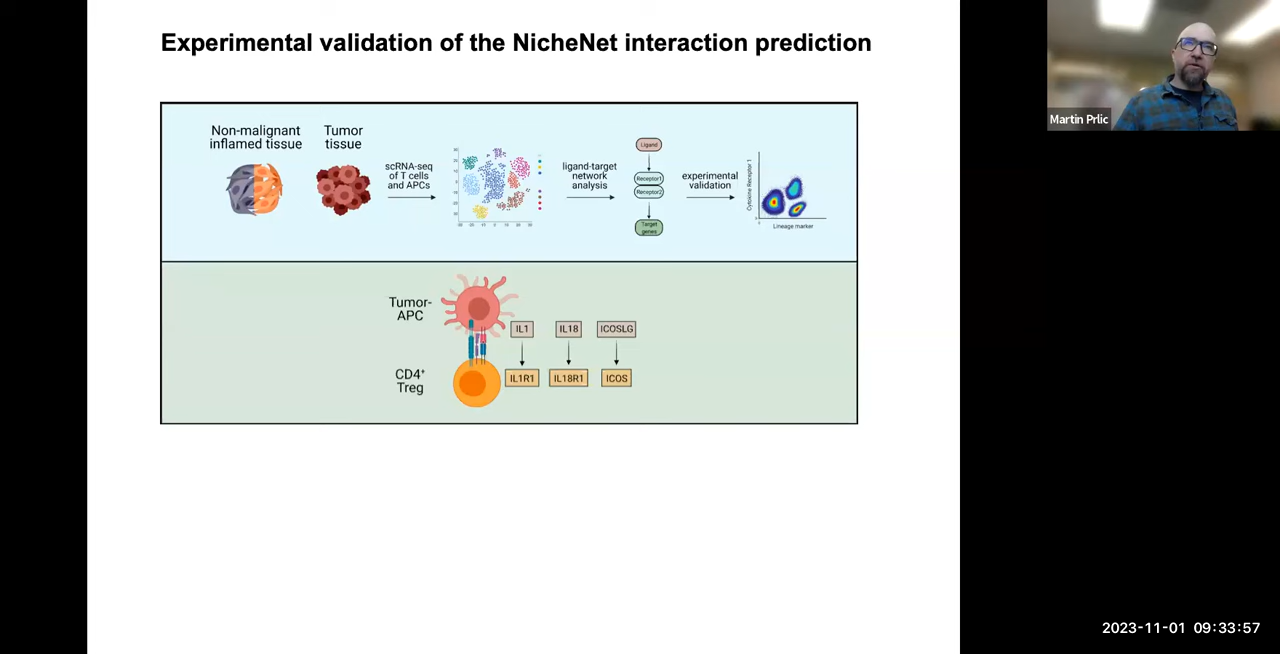 Experimental validation of the NicheNet interaction prediction
Martin Prlic
Non-malignant
inflamed tissue
Tumor
tissue
scRNA-seq
of T cells
and APCs
ligand-target
network
analysis
Ligand
Receptor1
Receptor2
Target
genes
experimental
validation
Cytokine Receptor 1
Lineage marker
Tumor-
APC
IL1
IL18
ICOSLG
CD4⁺
Treg
IL1R1
IL18R1
ICOS
2023-11-01 09:33:57